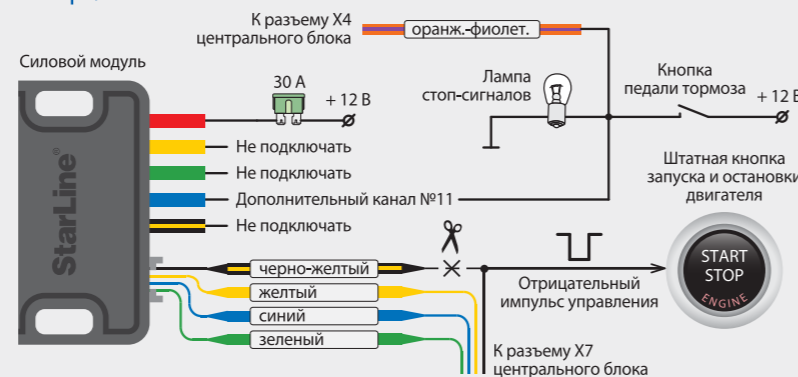 К разъему X4
центрального блока
оранж.-фиолет.
Силовой модуль
30 А
+ 12 В
Лампа
стоп-сигналов
Кнопка
педали тормоза
+ 12 В
Не подключать
Не подключать
Дополнительный канал №11
Не подключать
StarLine®
Штатная кнопка
запуска и остановки
двигателя
черно-желтый
желтый
синий
зеленый
Отрицательный
импульс управления
START
STOP
ENGINE
К разъему X7
центрального блока